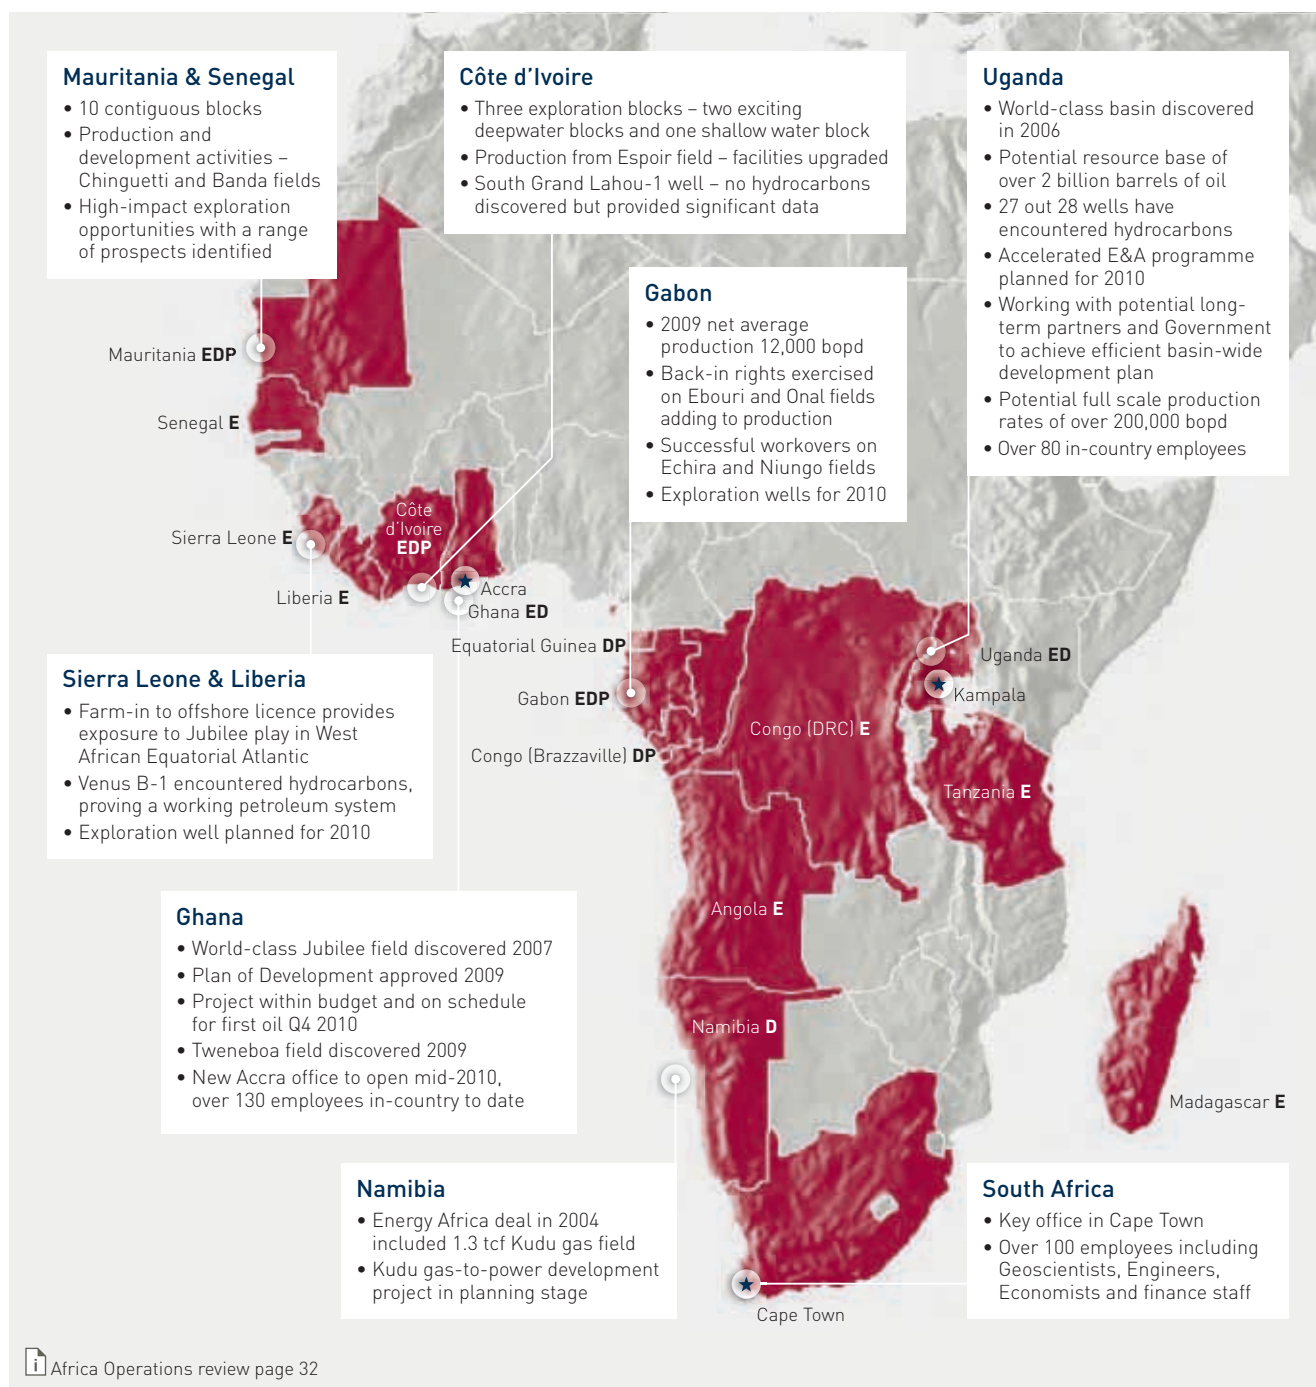 Mauritania & Senegal
• 10 contiguous blocks
• Production and
development activities –
Chinguetti and Banda fields
• High-impact exploration
opportunities with a range
of prospects identified
Côte d’Ivoire
• Three exploration blocks – two exciting
deepwater blocks and one shallow water block
• Production from Espoir field – facilities upgraded
• South Grand Lahou-1 well – no hydrocarbons
discovered but provided significant data
Uganda
• World-class basin discovered
in 2006
• Potential resource base of
over 2 billion barrels of oil
• 27 out 28 wells have
encountered hydrocarbons
• Accelerated E&A programme
planned for 2010
• Working with potential long-
term partners and Government
to achieve efficient basin-wide
development plan
• Potential full scale production
rates of over 200,000 bopd
• Over 80 in-country employees
Gabon
• 2009 net average
production 12,000 bopd
• Back-in rights exercised
on Ebouri and Onal fields
adding to production
• Successful workovers on
Echira and Niungo fields
• Exploration wells for 2010
Mauritania EDP
Senegal E
Sierra Leone E
Liberia E
Côte
d’Ivoire
EDP
Accra
Ghana ED
Equatorial Guinea DP
Gabon EDP
Congo (Brazzaville) DP
Congo (DRC) E
Uganda ED
Kampala
Tanzania E
Angola E
Namibia D
Madagascar E
Sierra Leone & Liberia
• Farm-in to offshore licence provides
exposure to Jubilee play in West
African Equatorial Atlantic
• Venus B-1 encountered hydrocarbons,
proving a working petroleum system
• Exploration well planned for 2010
Ghana
• World-class Jubilee field discovered 2007
• Plan of Development approved 2009
• Project within budget and on schedule
for first oil Q4 2010
• Tweneboa field discovered 2009
• New Accra office to open mid-2010,
over 130 employees in-country to date
Namibia
• Energy Africa deal in 2004
included 1.3 tcf Kudu gas field
• Kudu gas-to-power development
project in planning stage
South Africa
• Key office in Cape Town
• Over 100 employees including
Geoscientists, Engineers,
Economists and finance staff
Cape Town
i Africa Operations review page 32